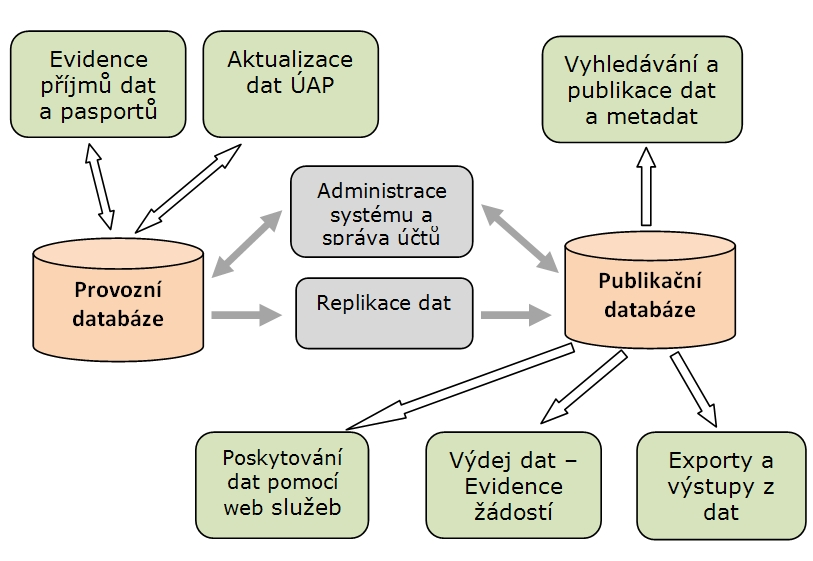 Evidence
příjmů dat
a pasportů
Aktualizace
dat ÚAP
Vyhledávání a
publikace dat
a metadat
Administrace
systému a
správa účtů
Provozní
databáze
Replikace dat
Publikační
databáze
Poskytování
dat pomocí
web služeb
Výdej dat –
Evidence
žádostí
Exporty a
výstupy z
dat